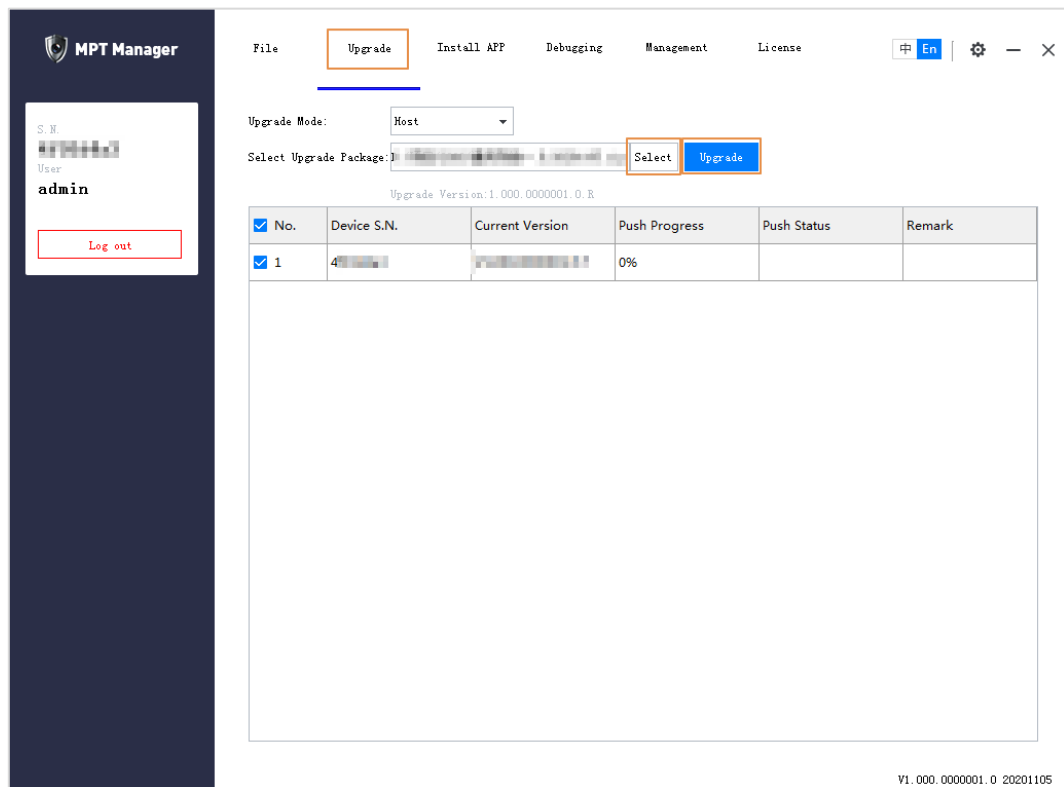 MPT Manager
File Upgrade Install APP Debugging Management License 中 En
S.N.
User
admin
Log out
Upgrade Mode: Host
Select Upgrade Package: Select Upgrade
Upgrade Version:1.000.0000001.0.R
No. Device S.N. Current Version Push Progress Push Status Remark
1 4 0%
V1.000.0000001.0 20201105